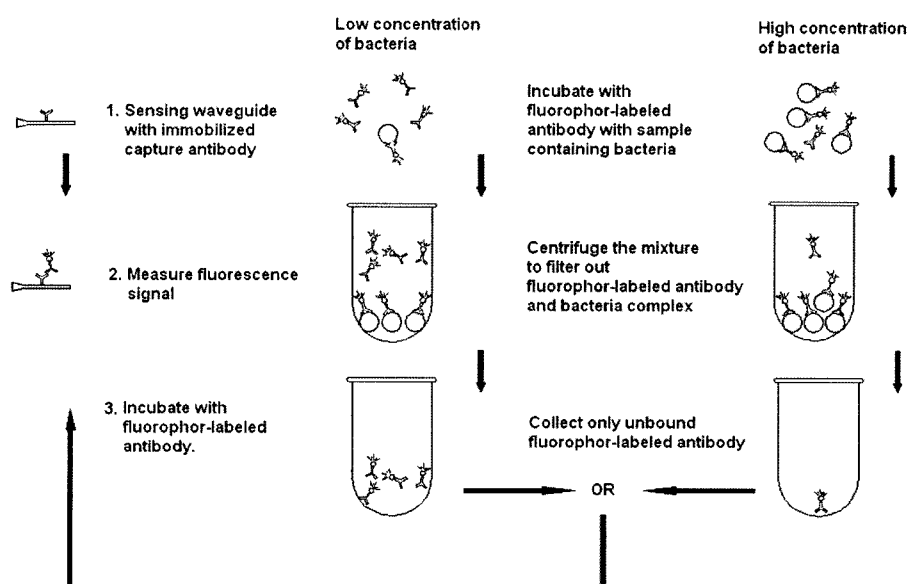 Low concentration
of bacteria
High concentration
of bacteria
1. Sensing waveguide
with immobilized
capture antibody
Incubate with
fluorophor-labeled
antibody with sample
containing bacteria
2. Measure fluorescence
signal
Centrifuge the mixture
to filter out
fluorophor-labeled antibody
and bacteria complex
3. Incubate with
fluorophor-labeled
antibody.
Collect only unbound
fluorophor-labeled antibody
OR